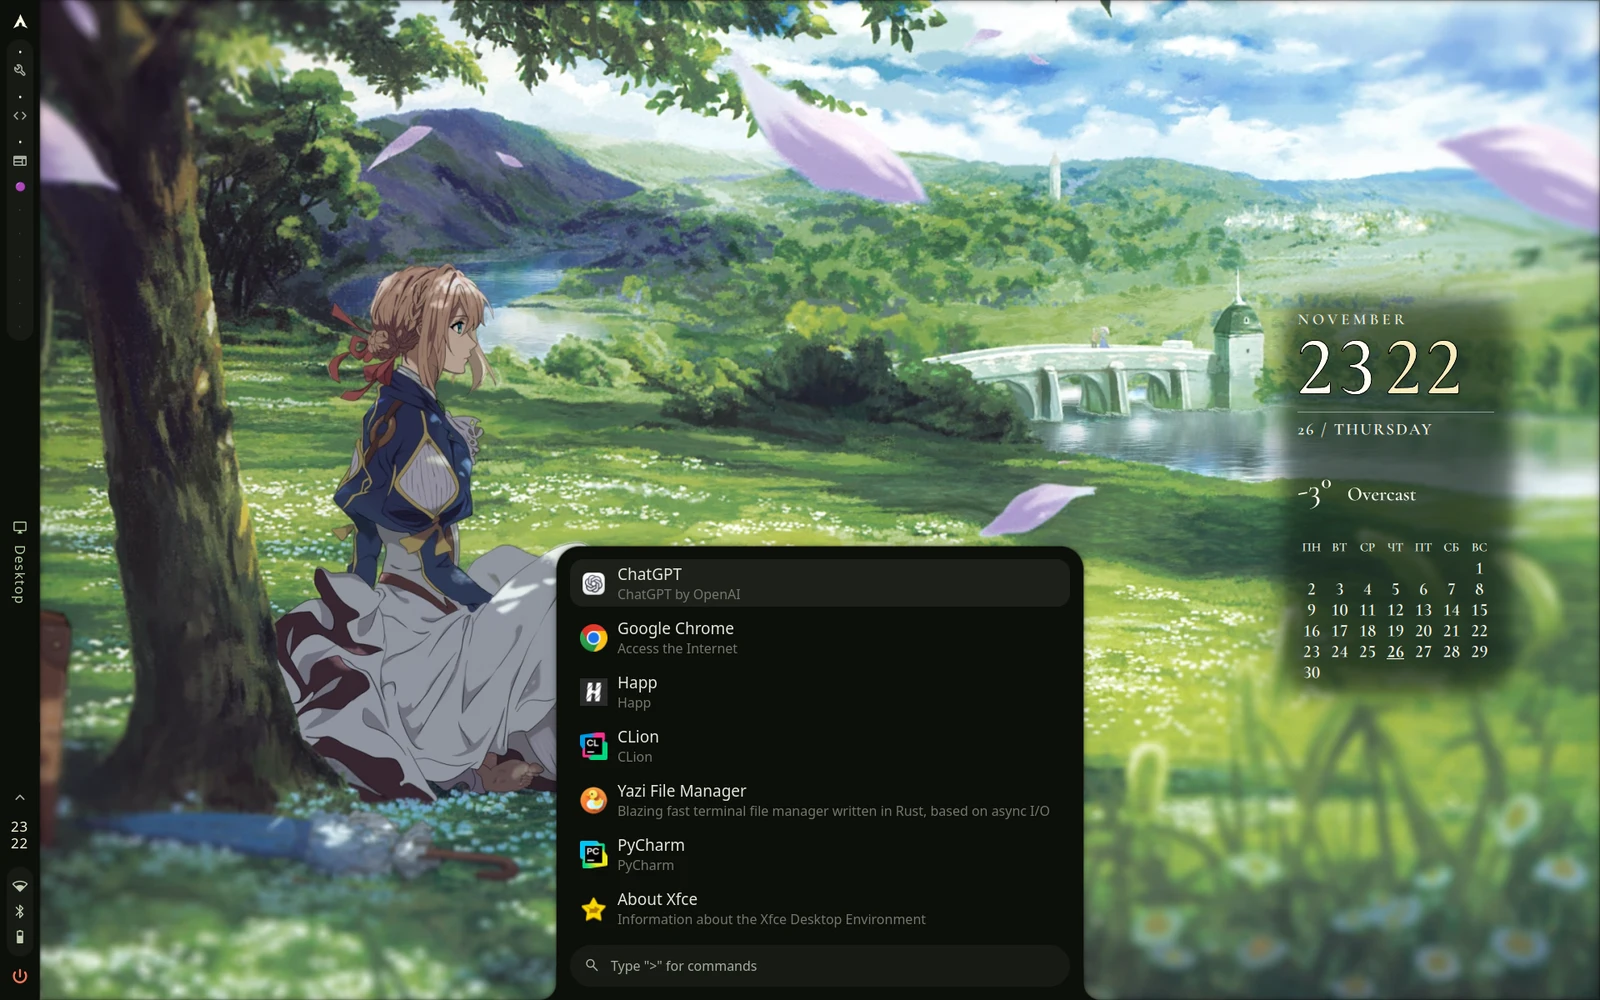 Desktop
23
22
NOVEMBER
2322
26 / THURSDAY
-3° Overcast
ПН ВТ СР ЧТ ПТ СБ ВС
1
2 3 4 5 6 7 8
9 10 11 12 13 14 15
16 17 18 19 20 21 22
23 24 25 26 27 28 29
30
ChatGPT
ChatGPT by OpenAI
Google Chrome
Access the Internet
H
Happ
Happ
CL
CLion
CLion
Yazi File Manager
Blazing fast terminal file manager written in Rust, based on async I/O
PC
PyCharm
PyCharm
About Xfce
Information about the Xfce Desktop Environment
Type ">" for commands